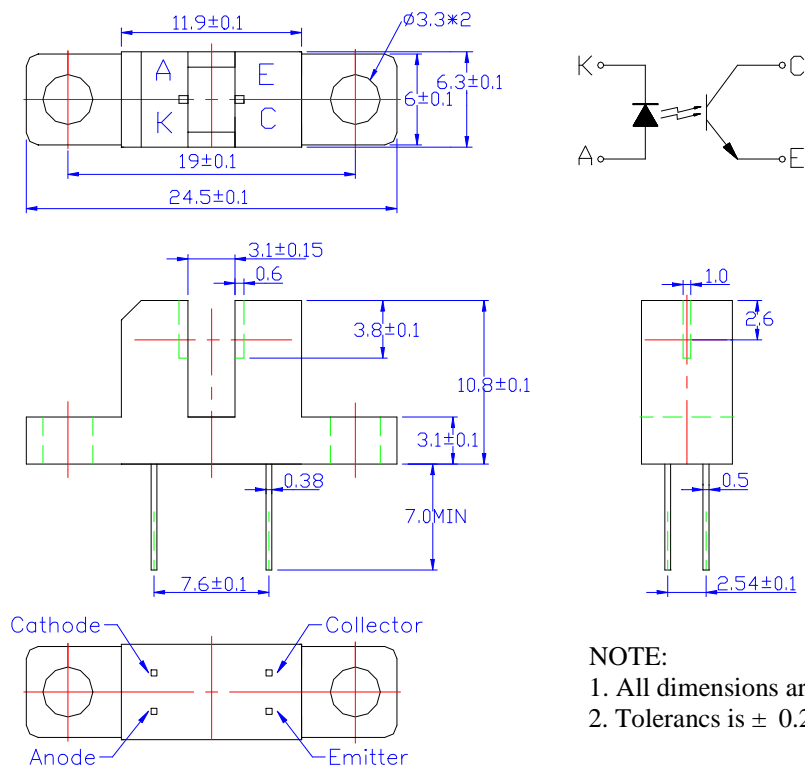 11.9±0.1
Ø3.3*2
A
E
K
C
6±0.1
6.3±0.1
19±0.1
24.5±0.1
K
C
A
E
3.1±0.15
0.6
3.8±0.1
10.8±0.1
3.1±0.1
0.38
7.0MIN
7.6±0.1
1.0
2.6
0.5
2.54±0.1
Cathode
Collector
Anode
Emitter
NOTE:
1. All dimensions ar
2. Tolerancs is ± 0.2